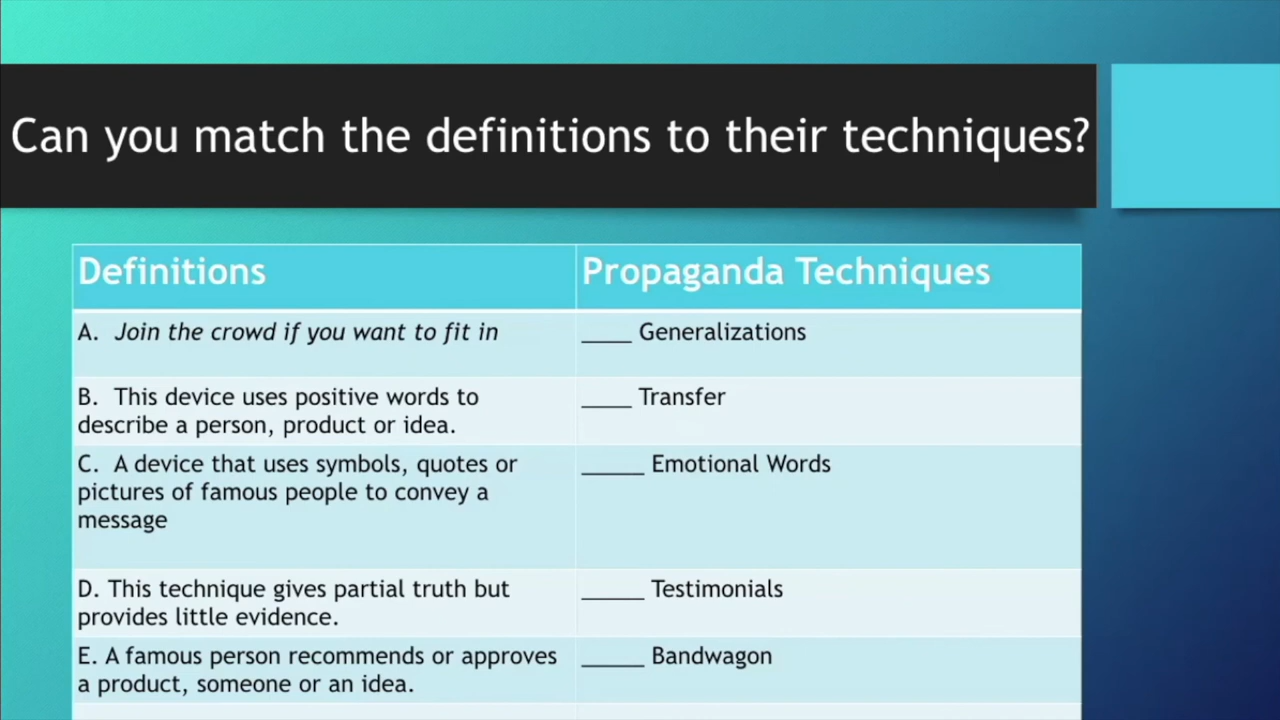 Can you match the definitions to their techniques?
Definitions
Propaganda Techniques
A. Join the crowd if you want to fit in
____ Generalizations
B. This device uses positive words to
describe a person, product or idea.
____ Transfer
C. A device that uses symbols, quotes or
pictures of famous people to convey a
message
_____ Emotional Words
D. This technique gives partial truth but
provides little evidence.
_____ Testimonials
E. A famous person recommends or approves
a product, someone or an idea.
_____ Bandwagon